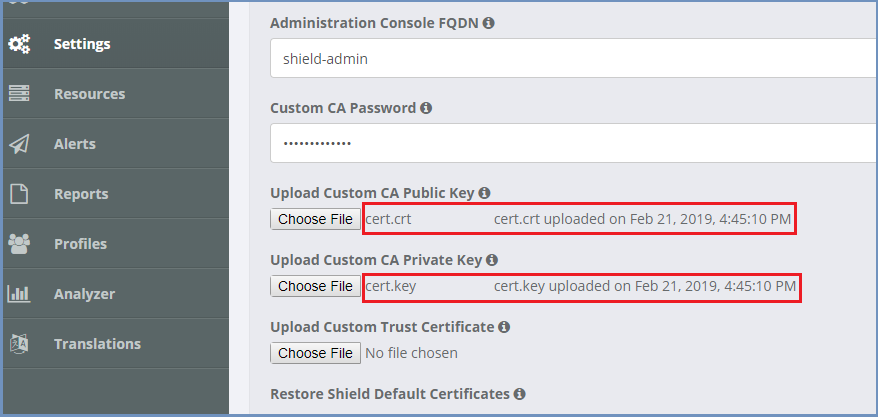 Settings
Resources
Alerts
Reports
Profiles
Analyzer
Translations
Administration Console FQDN
shield-admin
Custom CA Password
•••••••••••••
Upload Custom CA Public Key
Choose File cert.crt cert.crt uploaded on Feb 21, 2019, 4:45:10 PM
Upload Custom CA Private Key
Choose File cert.key cert.key uploaded on Feb 21, 2019, 4:45:10 PM
Upload Custom Trust Certificate
Choose File No file chosen
Restore Shield Default Certificates